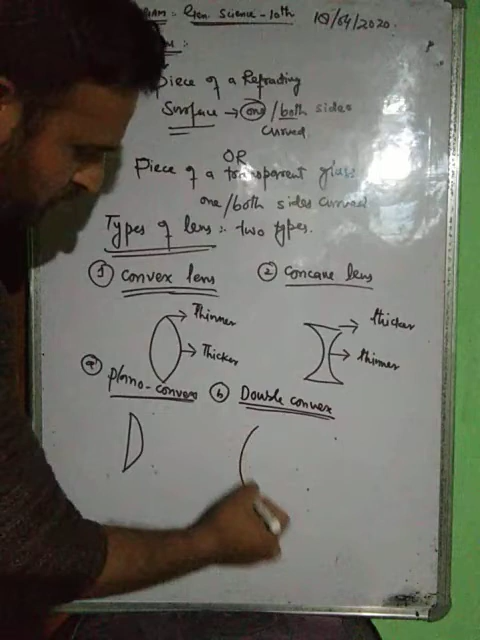 Gen. Science - 10th 10/04/2020
Piece of a Refracting
Surface → one / both sides
curved
OR
Piece of a transparent glass
one / both sides curved
Types of lens : two types.
① Convex lens ② Concave lens
Thinner thicker
Thicker thinner
ⓐ Plano-convex ⓑ Double convex